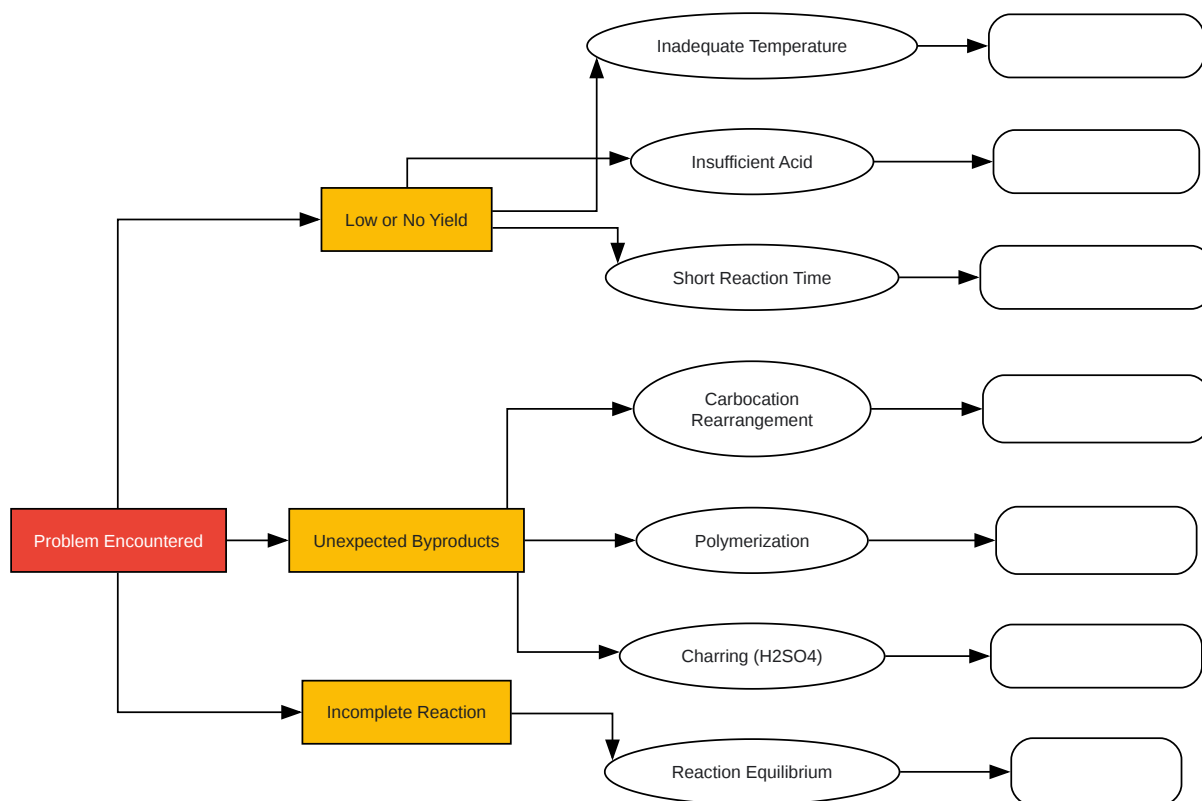 Inadequate Temperature
Insufficient Acid
Low or No Yield
Short Reaction Time
Carbocation
Rearrangement
Problem Encountered
Unexpected Byproducts
Polymerization
Charring (H2SO4)
Incomplete Reaction
Reaction Equilibrium